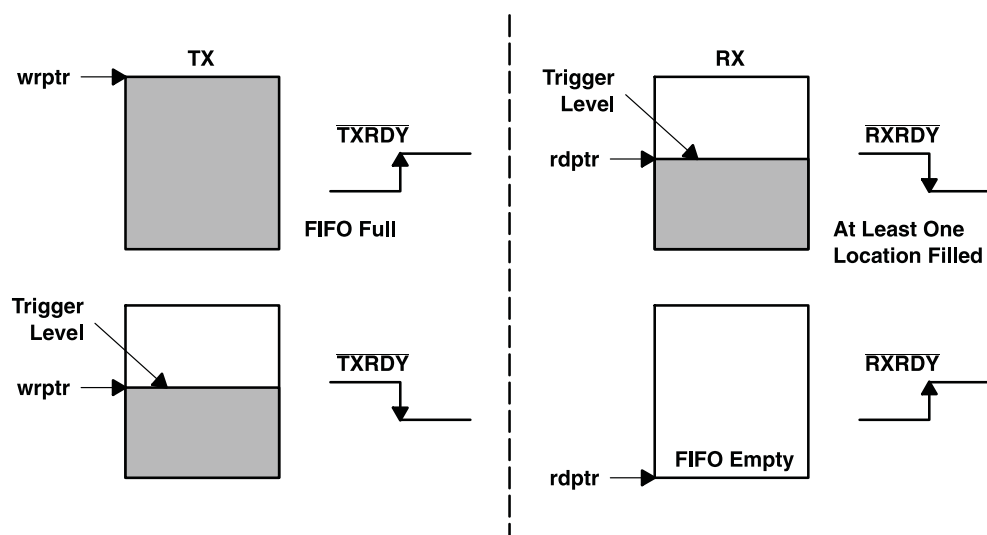 TX
wrptr
TXRDY
FIFO Full
Trigger
Level
wrptr
TXRDY
RX
Trigger
Level
rdptr
RXRDY
At Least One
Location Filled
RXRDY
FIFO Empty
rdptr